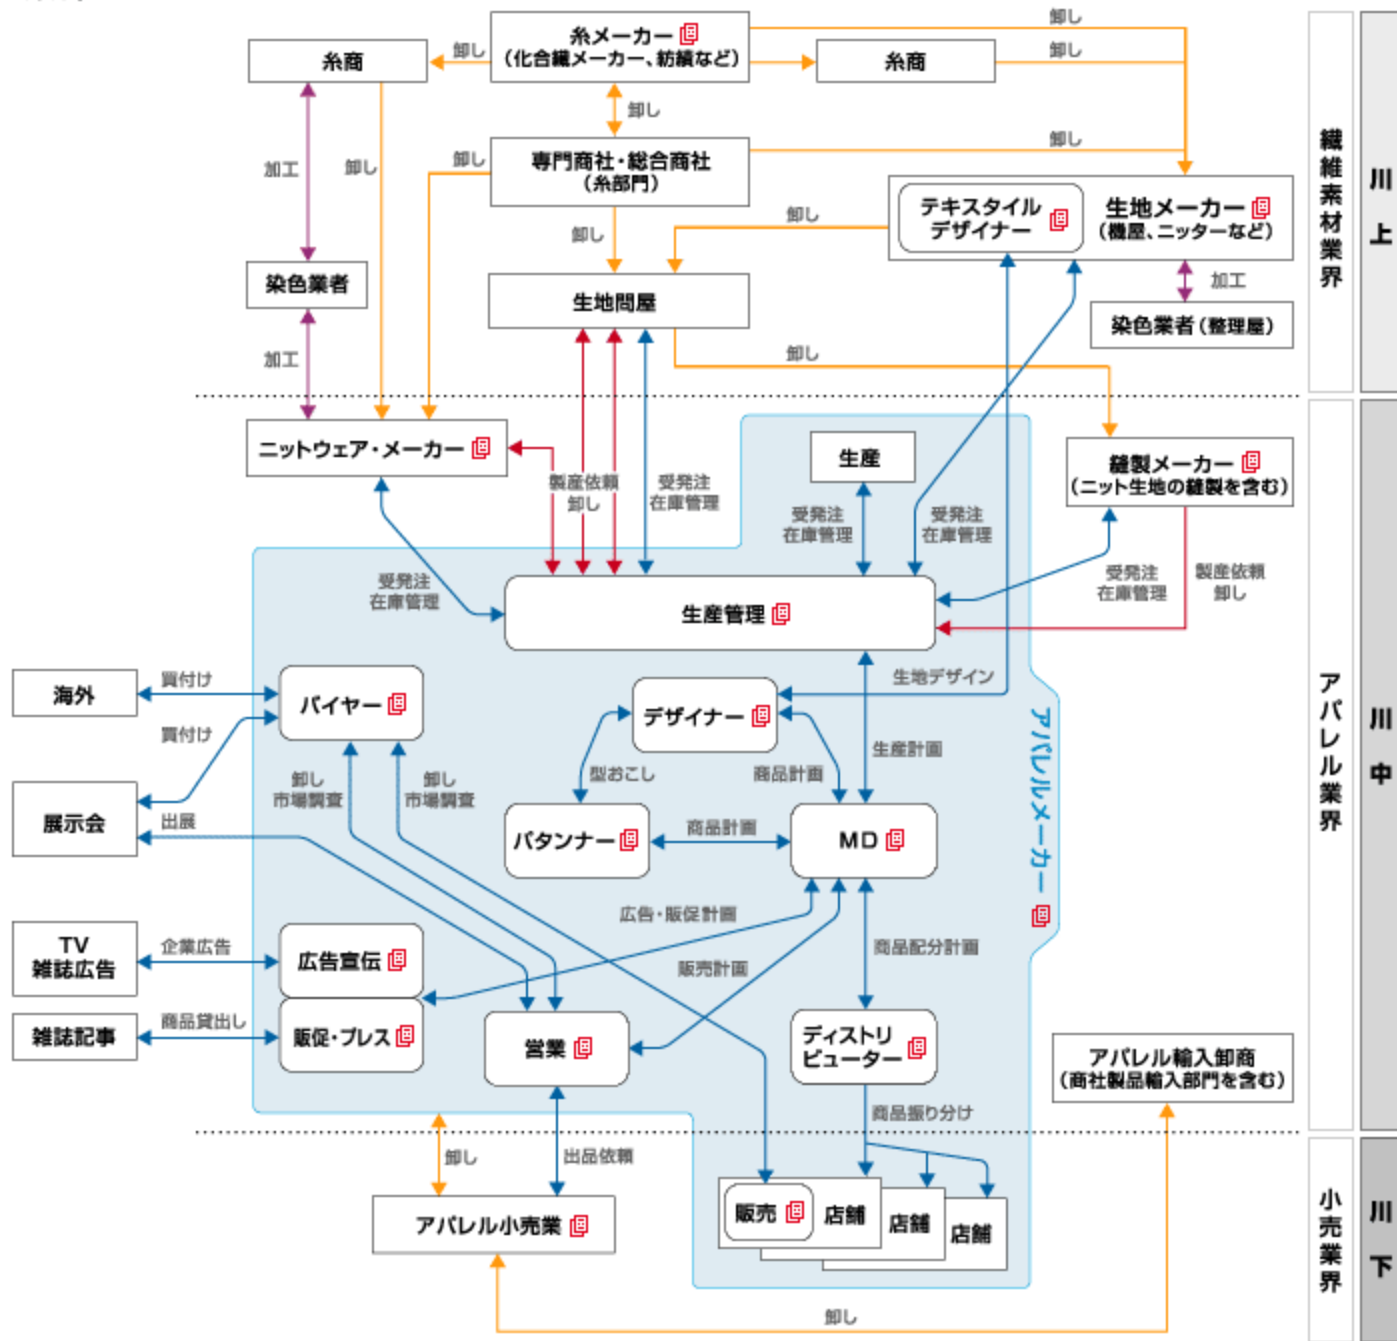 卸し
糸メーカー
(化合繊メーカー、紡績など)
糸商
卸し
糸商
卸し
卸し
専門商社・総合商社
(糸部門)
卸し
卸し
加工
卸し
テキスタイル
デザイナー
生地メーカー
(機屋、ニッターなど)
卸し
卸し
染色業者
生地問屋
加工
染色業者(整理屋)
加工
卸し
繊維素材業界
川上
ニットウェア・メーカー
生産
縫製メーカー
(ニット生地の縫製を含む)
製産依頼
卸し
受発注
在庫管理
受発注
在庫管理
受発注
在庫管理
受発注
在庫管理
製産依頼
卸し
受発注
在庫管理
生産管理
海外
買付け
バイヤー
買付け
デザイナー
生地デザイン
生産計画
卸し
市場調査
卸し
市場調査
型おこし
商品計画
展示会
出展
パタンナー
商品計画
MD
アパレルメーカー
広告・販促計画
TV
雑誌広告
企業広告
広告宣伝
販売計画
商品配分計画
雑誌記事
商品貸出し
販促・プレス
営業
ディストリ
ビューター
アパレル輸入卸商
(商社製品輸入部門を含む)
商品振り分け
アパレル業界
川中
卸し
出品依頼
アパレル小売業
販売
店舗
店舗
店舗
卸し
小売業界
川下